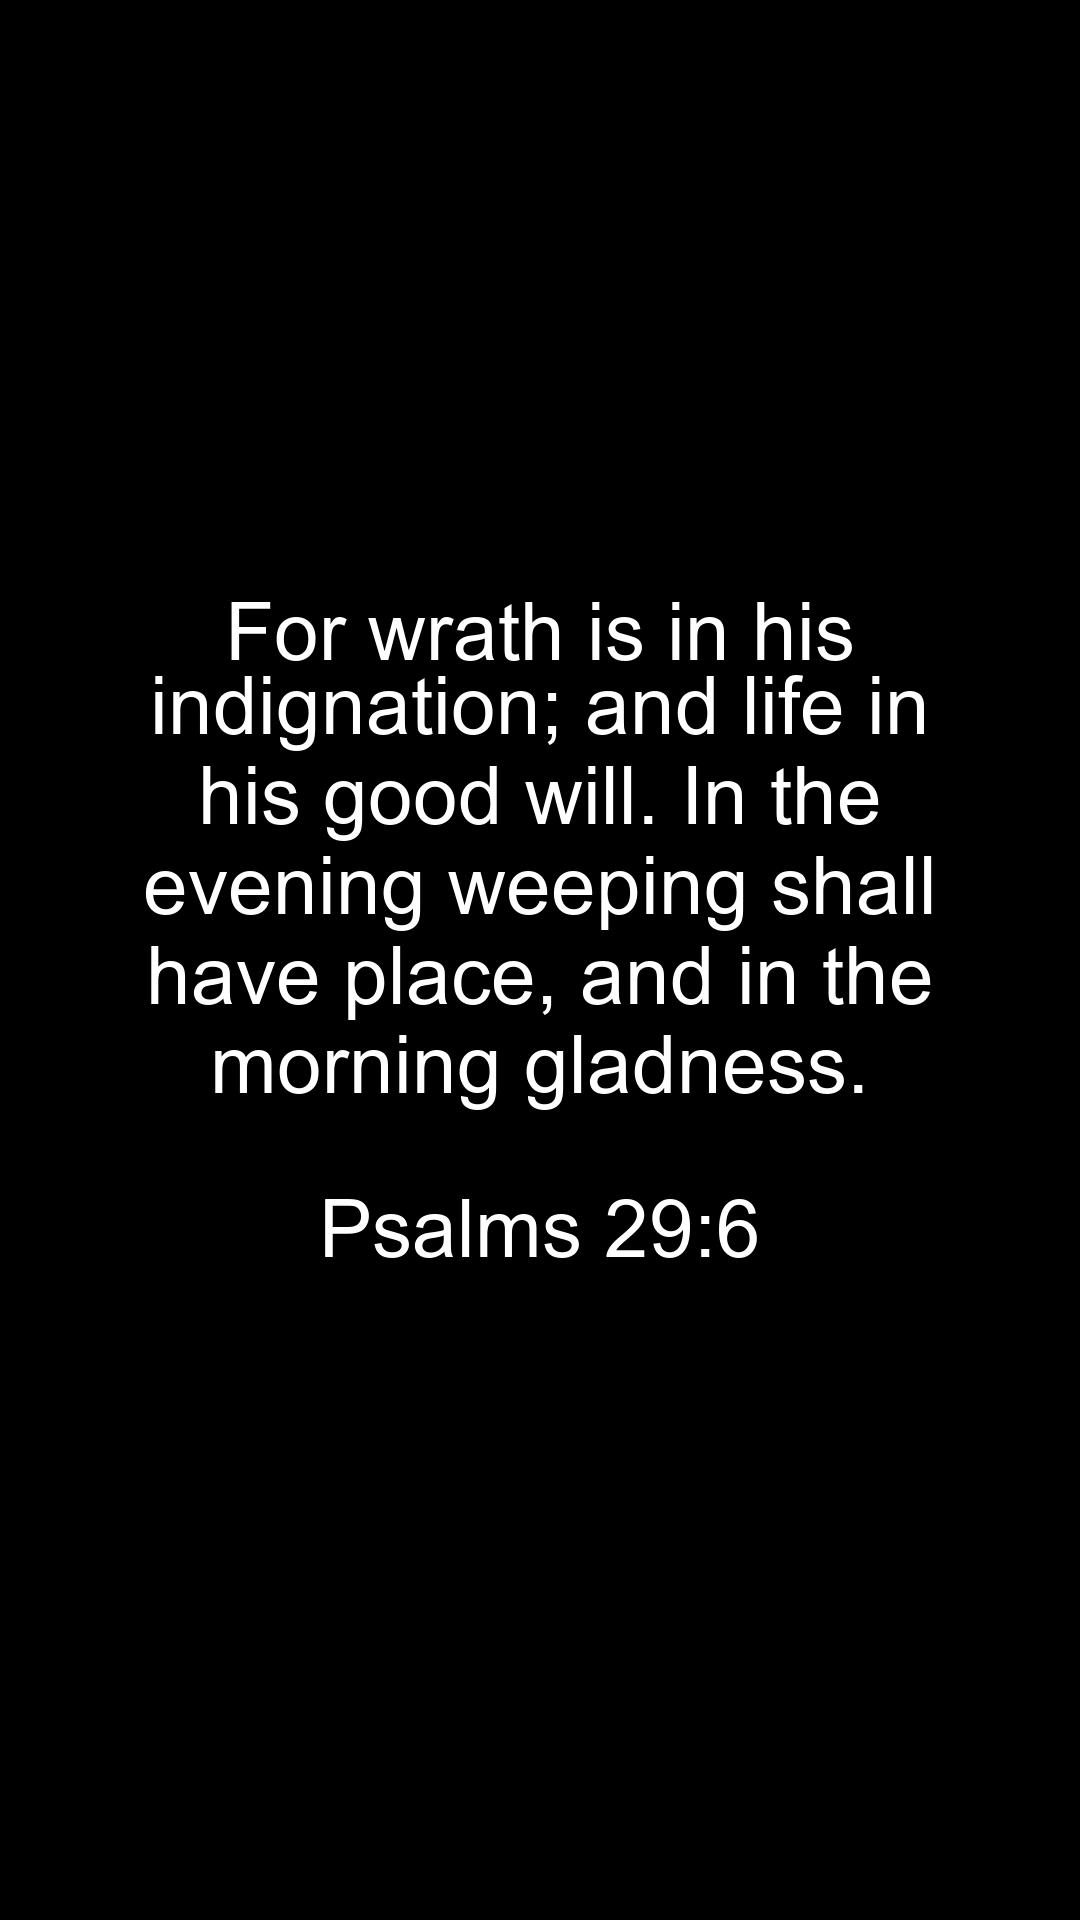 For wrath is in his
indignation; and life in
his good will. In the
evening weeping shall
have place, and in the
morning gladness.
Psalms 29:6